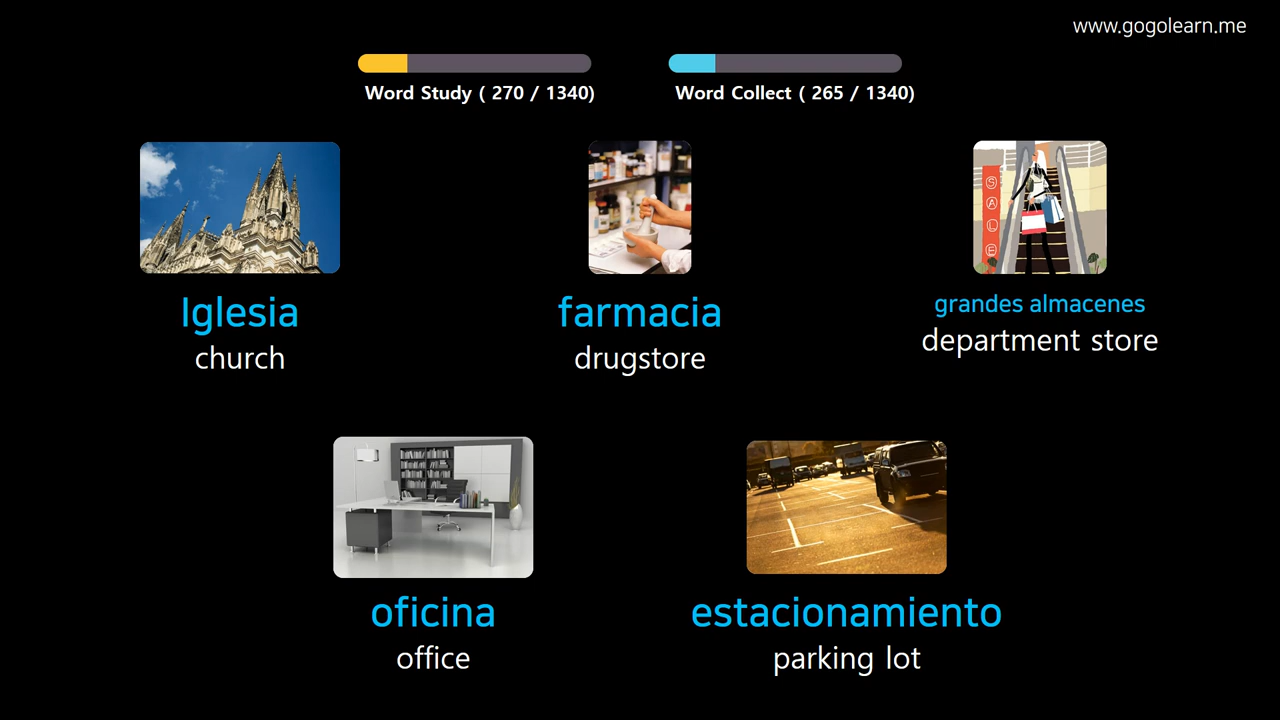 www.gogolearn.me
Word Study ( 270 / 1340)
Word Collect ( 265 / 1340)
SALE
Iglesia
church
farmacia
drugstore
grandes almacenes
department store
oficina
office
estacionamiento
parking lot